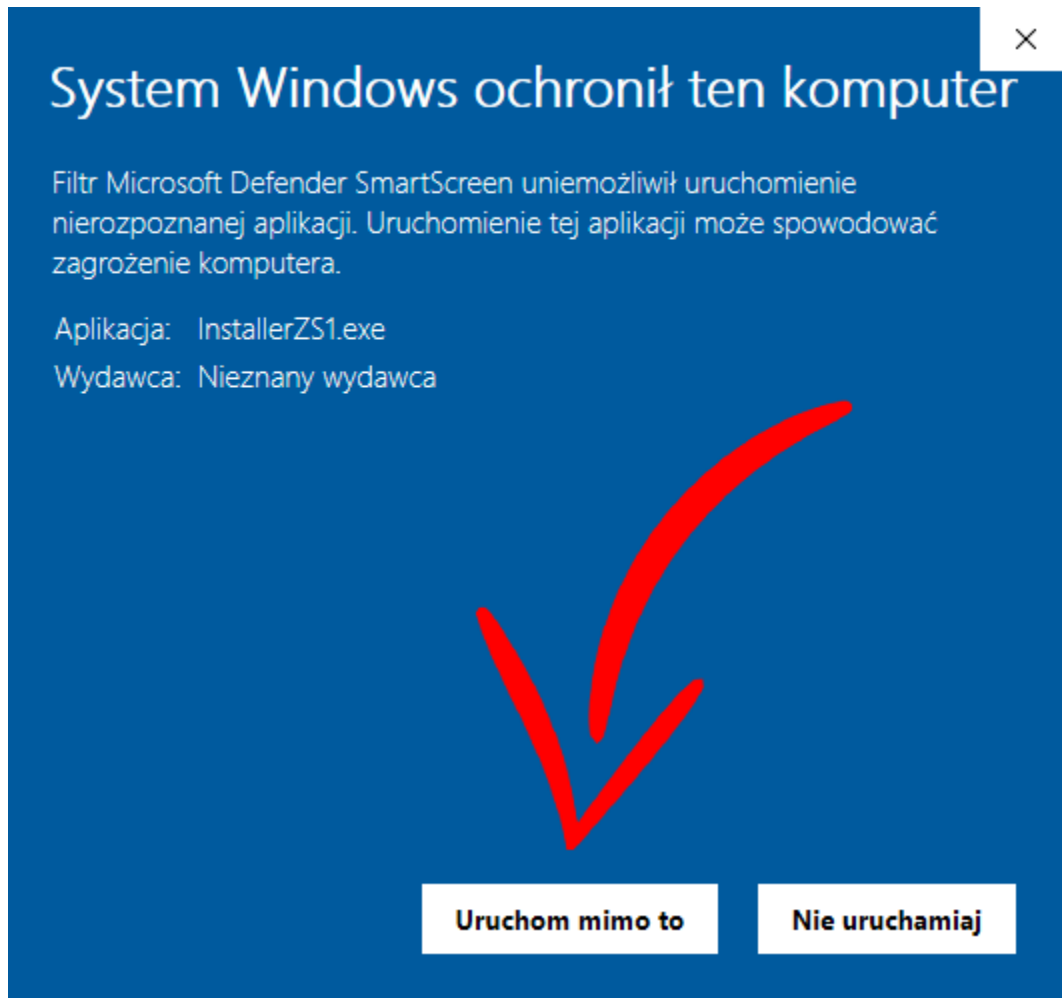 System Windows ochronił ten komputer
Filtr Microsoft Defender SmartScreen uniemożliwił uruchomienie
nierozpoznanej aplikacji. Uruchomienie tej aplikacji może spowodować
zagrożenie komputera.
Aplikacja: InstallerZS1.exe
Wydawca: Nieznany wydawca
Uruchom mimo to
Nie uruchamiaj